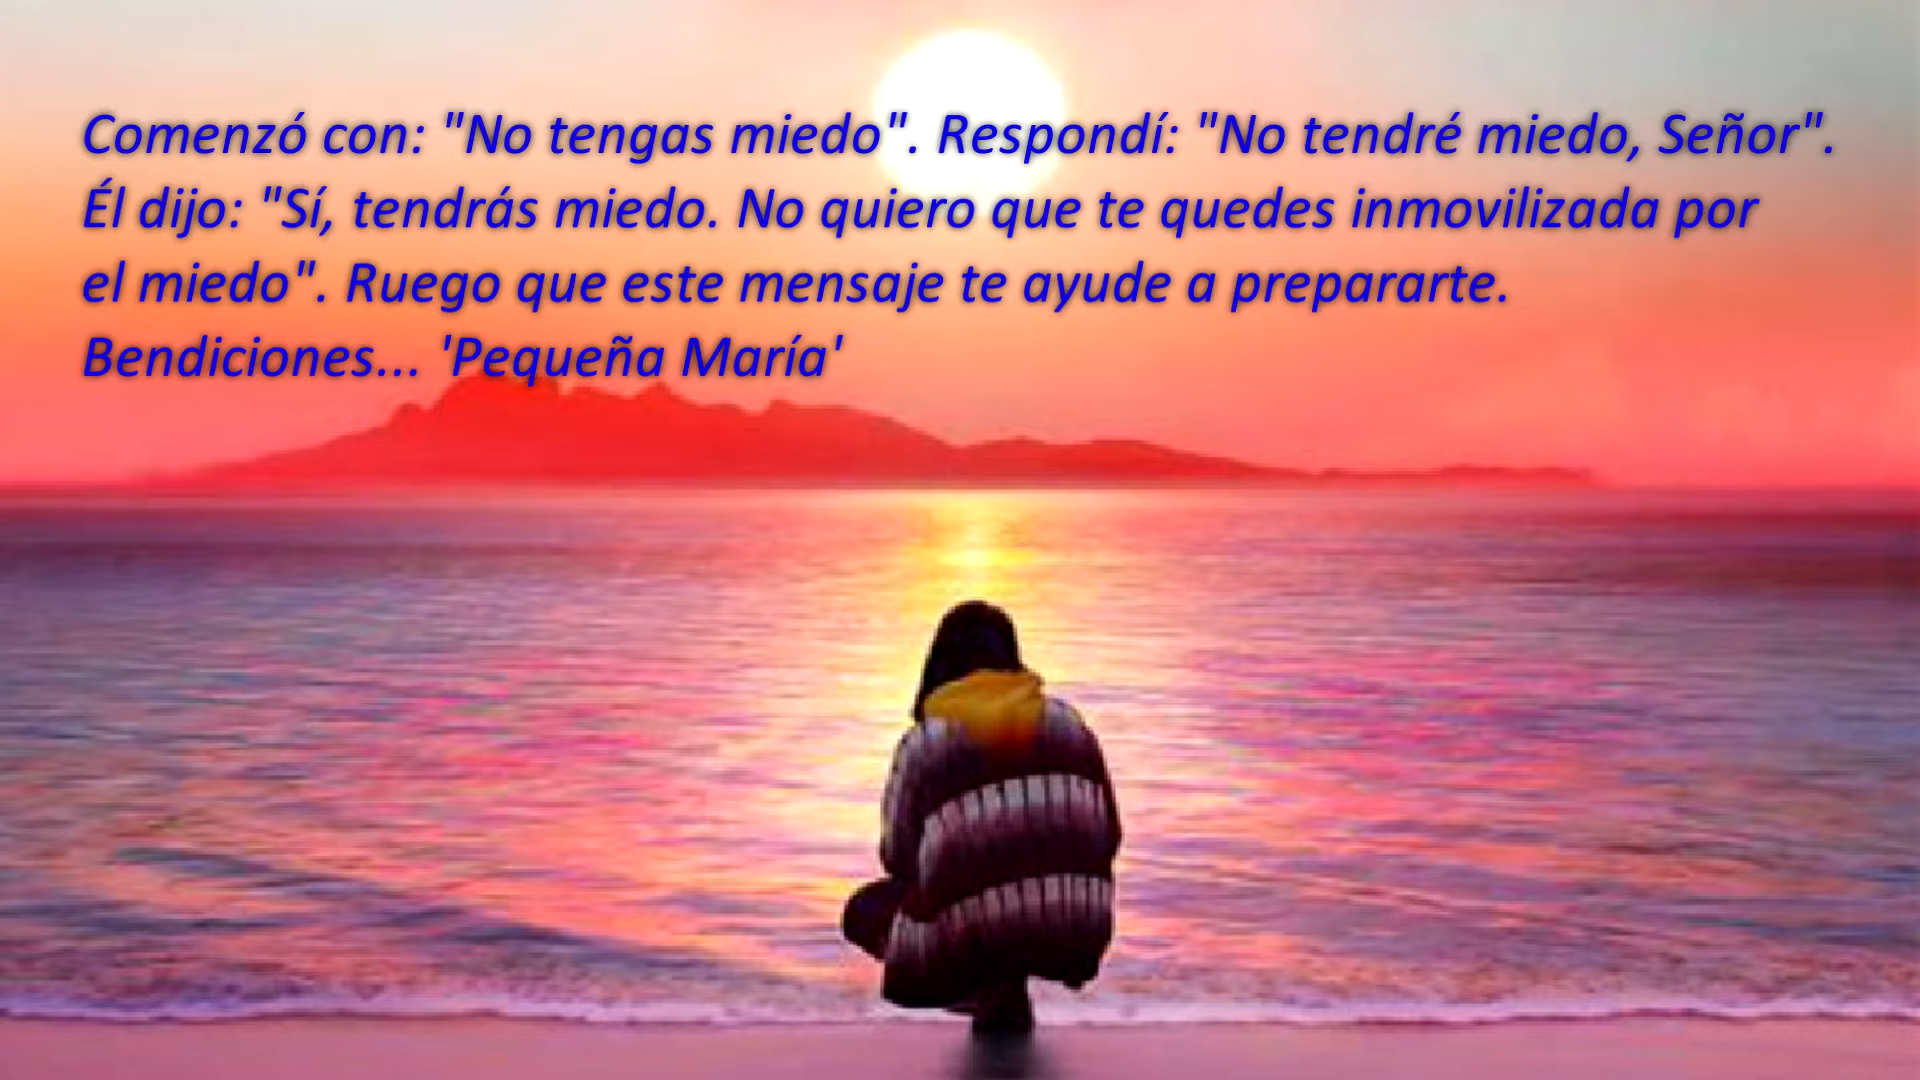 Comenzó con: "No tengas miedo". Respondí: "No tendré miedo, Señor".
Él dijo: "Sí, tendrás miedo. No quiero que te quedes inmovilizada por
el miedo". Ruego que este mensaje te ayude a prepararte.
Bendiciones... 'Pequeña María'